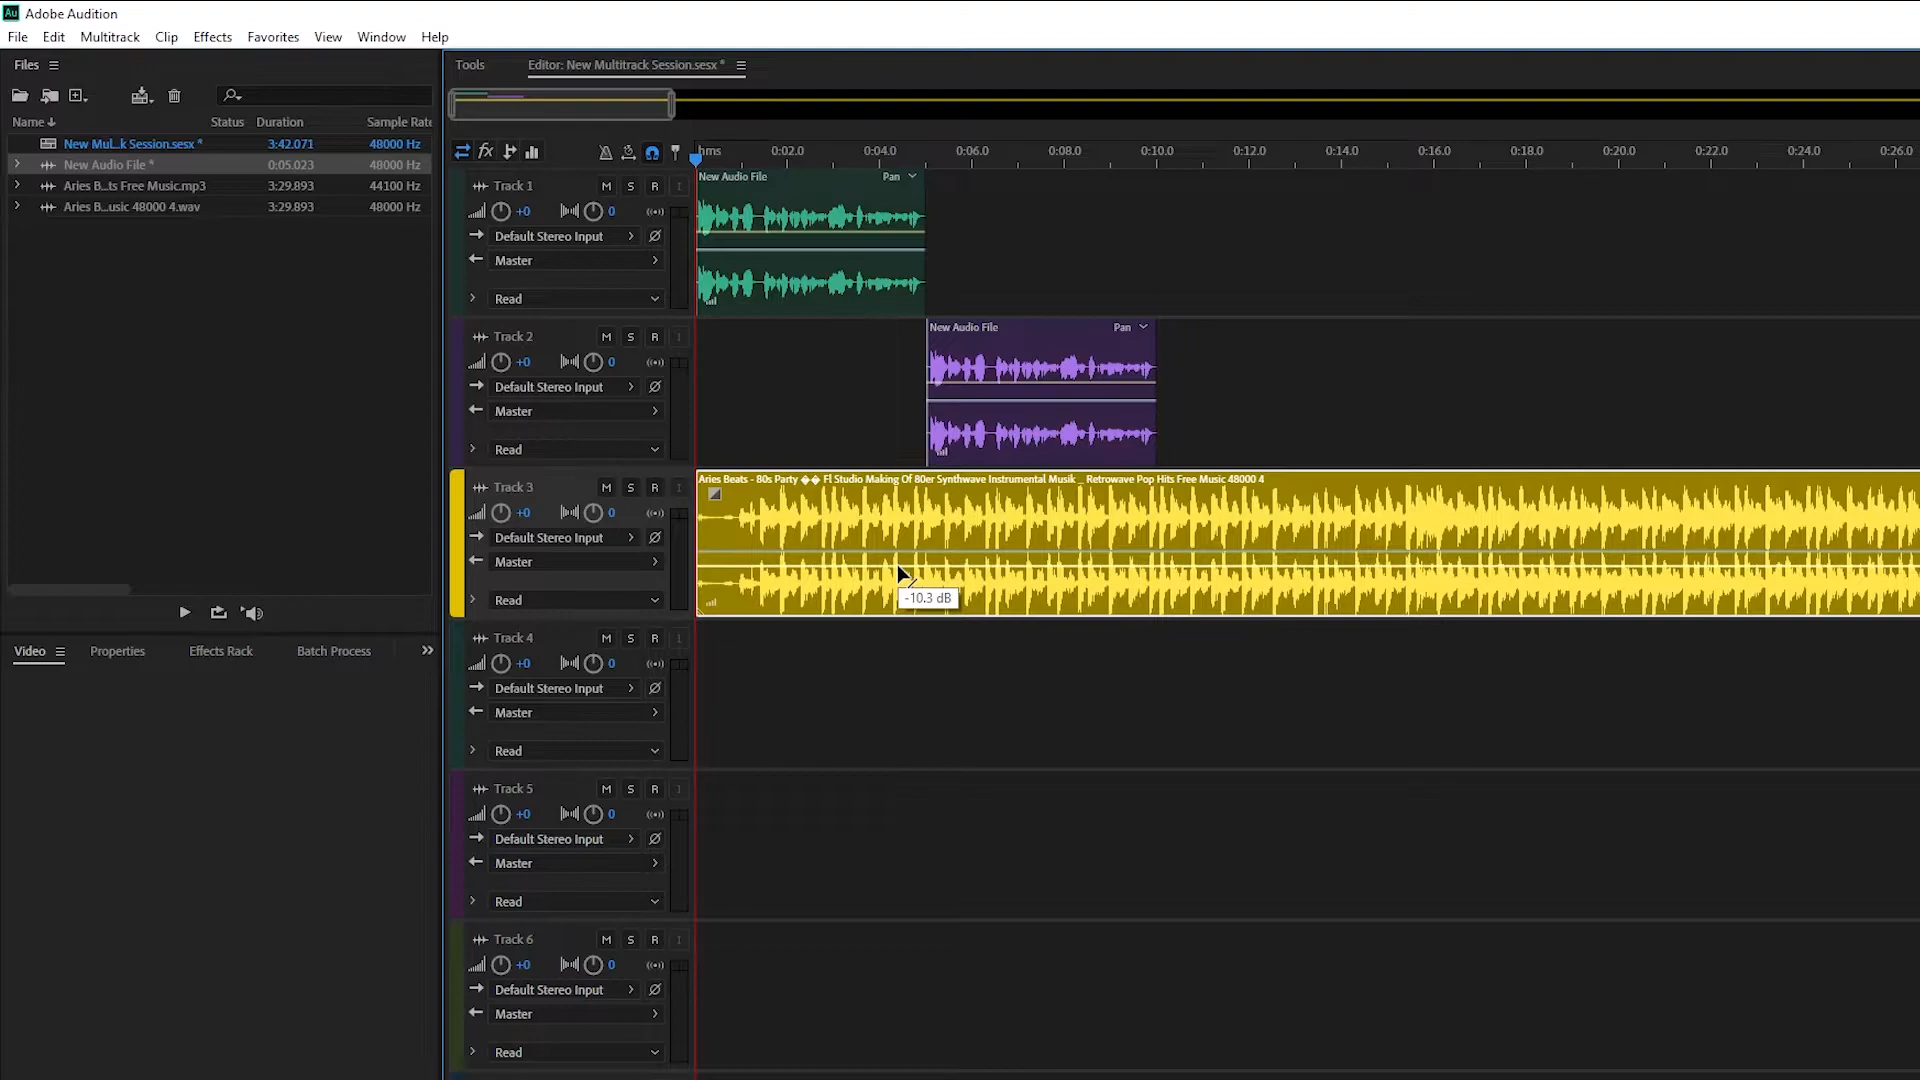 Au Adobe Audition
File Edit Multitrack Clip Effects Favorites View Window Help
Files
Name Status Duration Sample Rate
New Mul...k Session.sesx * 3:42.071 48000 Hz
New Audio File * 0:05.023 48000 Hz
Aries B...ts Free Music.mp3 3:29.893 44100 Hz
Aries B...usic 48000 4.wav 3:29.893 48000 Hz
Video Properties Effects Rack Batch Process
Tools Editor: New Multitrack Session.sesx *
fx
hms 0:02.0 0:04.0 0:06.0 0:08.0 0:10.0 0:12.0 0:14.0 0:16.0 0:18.0 0:20.0 0:22.0 0:24.0 0:26.0
Track 1 M S R I
+0 0
Default Stereo Input
Master
Read
New Audio File Pan
Track 2 M S R I
+0 0
Default Stereo Input
Master
Read
New Audio File Pan
Track 3 M S R I
+0 0
Default Stereo Input
Master
Read
Aries Beats - 80s Party �� Fl Studio Making Of 80er Synthwave Instrumental Musik _ Retrowave Pop Hits Free Music 48000 4
-10.3 dB
Track 4 M S R I
+0 0
Default Stereo Input
Master
Read
Track 5 M S R I
+0 0
Default Stereo Input
Master
Read
Track 6 M S R I
+0 0
Default Stereo Input
Master
Read